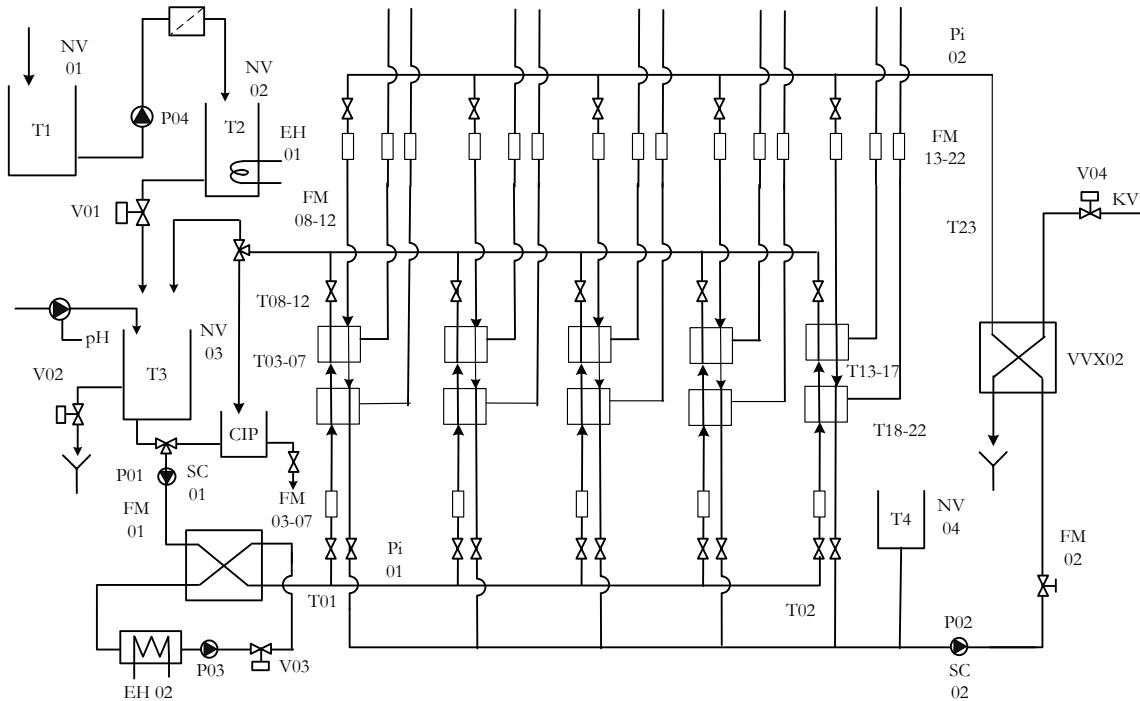 NV
01
T1
P04
NV
02
T2
EH
01
V01
FM
08-12
Pi
02
FM
13-22
V04
KV
T23
pH
NV
03
T3
V02
T08-12
T03-07
T13-17
T18-22
VVX02
CIP
P01
SC
01
FM
01
FM
03-07
Pi
01
T01
T02
T4
NV
04
FM
02
P02
SC
02
P03
V03
EH 02